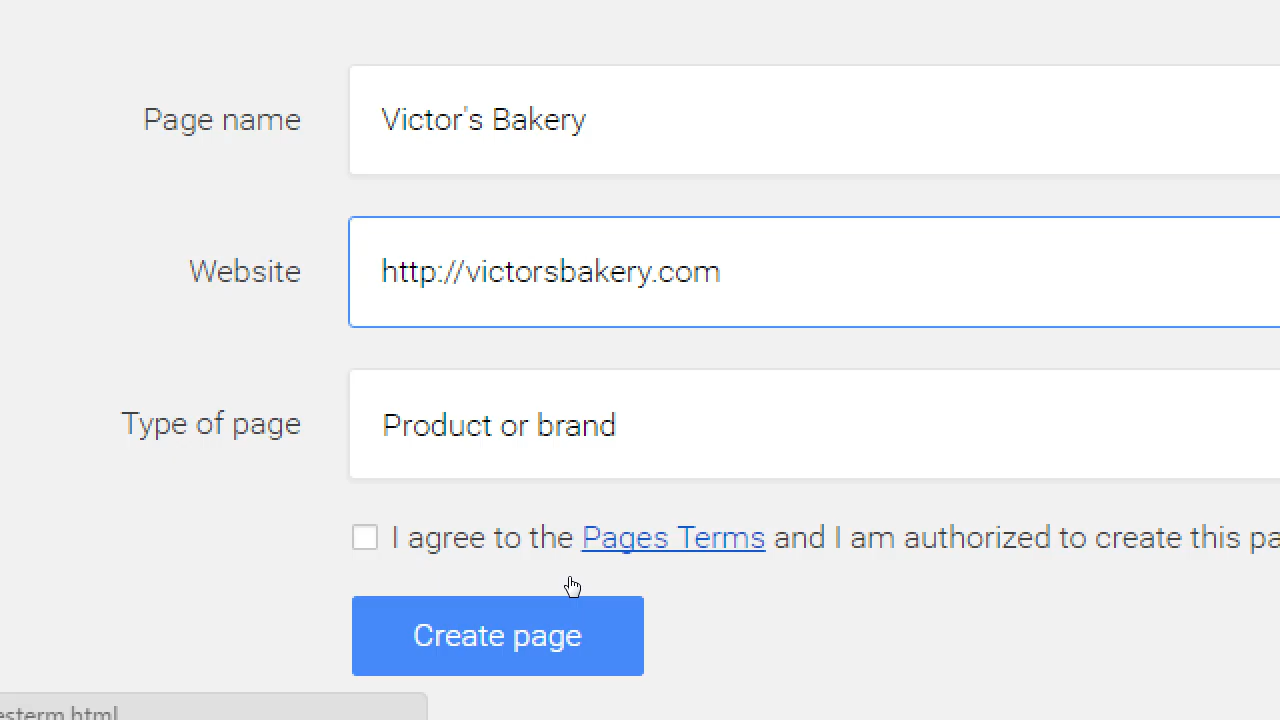 Page name
Victor's Bakery
Website
http://victorsbakery.com
Type of page
Product or brand
I agree to the Pages Terms and I am authorized to create this
Create page